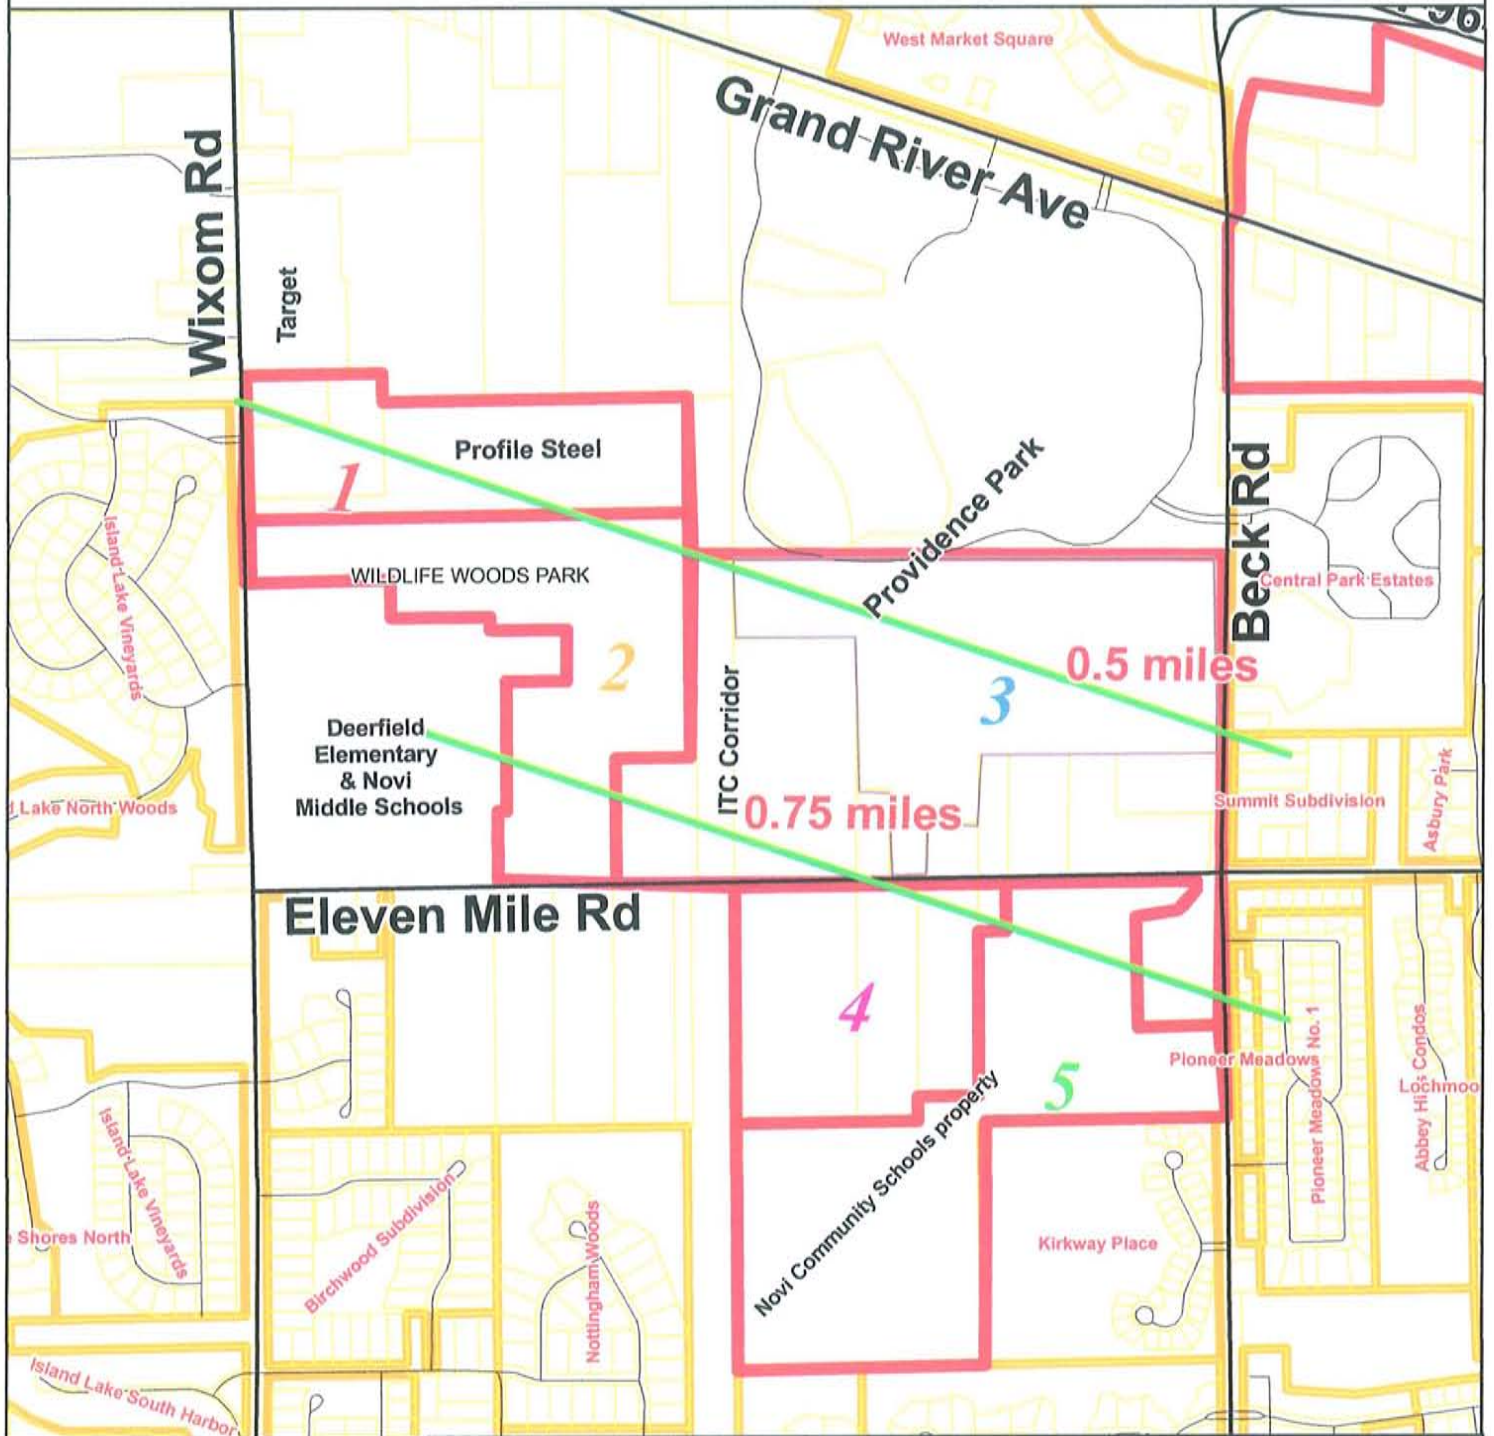 West Market Square
Grand River Ave
Wixom Rd
Target
Profile Steel
1
Providence Park
Beck Rd
Island Lake Vineyards
WILDLIFE WOODS PARK
Central Park Estates
2
0.5 miles
3
ITC Corridor
Deerfield
Elementary
& Novi
Middle Schools
Lake North Woods
0.75 miles
Summit Subdivision
Asbury Park
Eleven Mile Rd
4
5
Pioneer Meadows
Pioneer Meadows No. 1
Abbey Hills Condos
Lochmoo
Island Lake Vineyards
Novi Community Schools property
Birchwood Subdivision
Nottingham Woods
Shores North
Kirkway Place
Island Lake South Harbor